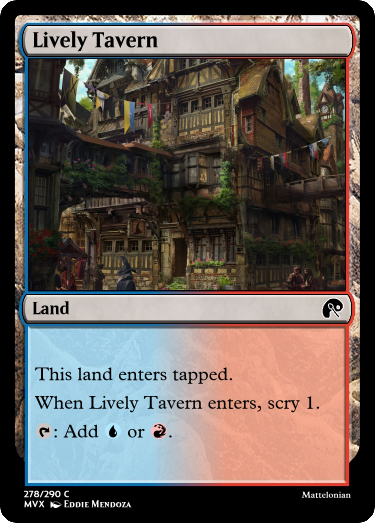 Lively Tavern
Land
This land enters tapped.
When Lively Tavern enters, scry 1.
: Add or .
278/290 C
MVX Eddie Mendoza
Mattelonian